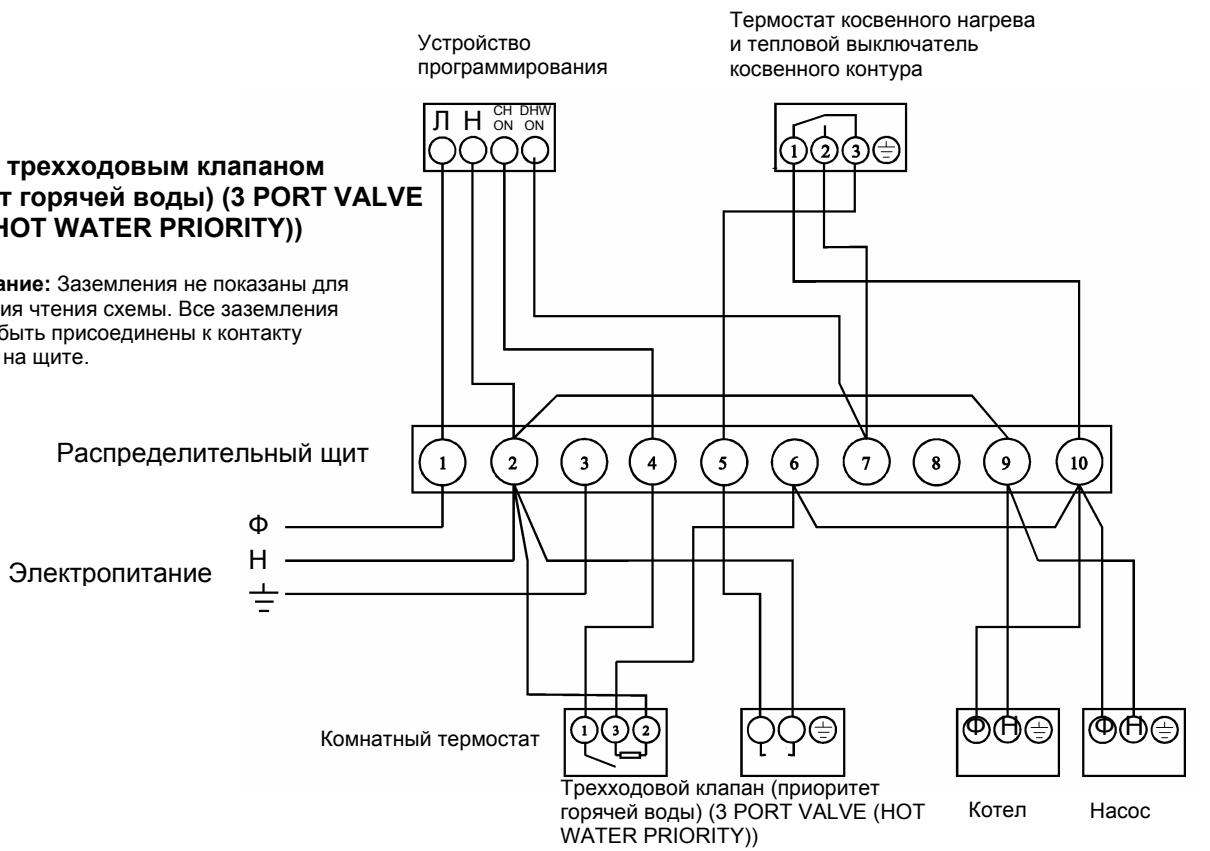 Термостат косвенного нагрева
и тепловой выключатель
косвенного контура
Устройство
программирования
Л Н CH ON DHW ON
1 2 3
трехходовым клапаном
т горячей воды) (3 PORT VALVE
HOT WATER PRIORITY))
ание: Заземления не показаны для
ия чтения схемы. Все заземления
быть присоединены к контакту
на щите.
Распределительный щит
1 2 3 4 5 6 7 8 9 10
Ф
Н
Электропитание
Комнатный термостат
1 3 2
Ф Н
Ф Н
Трехходовой клапан (приоритет
горячей воды) (3 PORT VALVE (HOT
WATER PRIORITY))
Котел
Насос